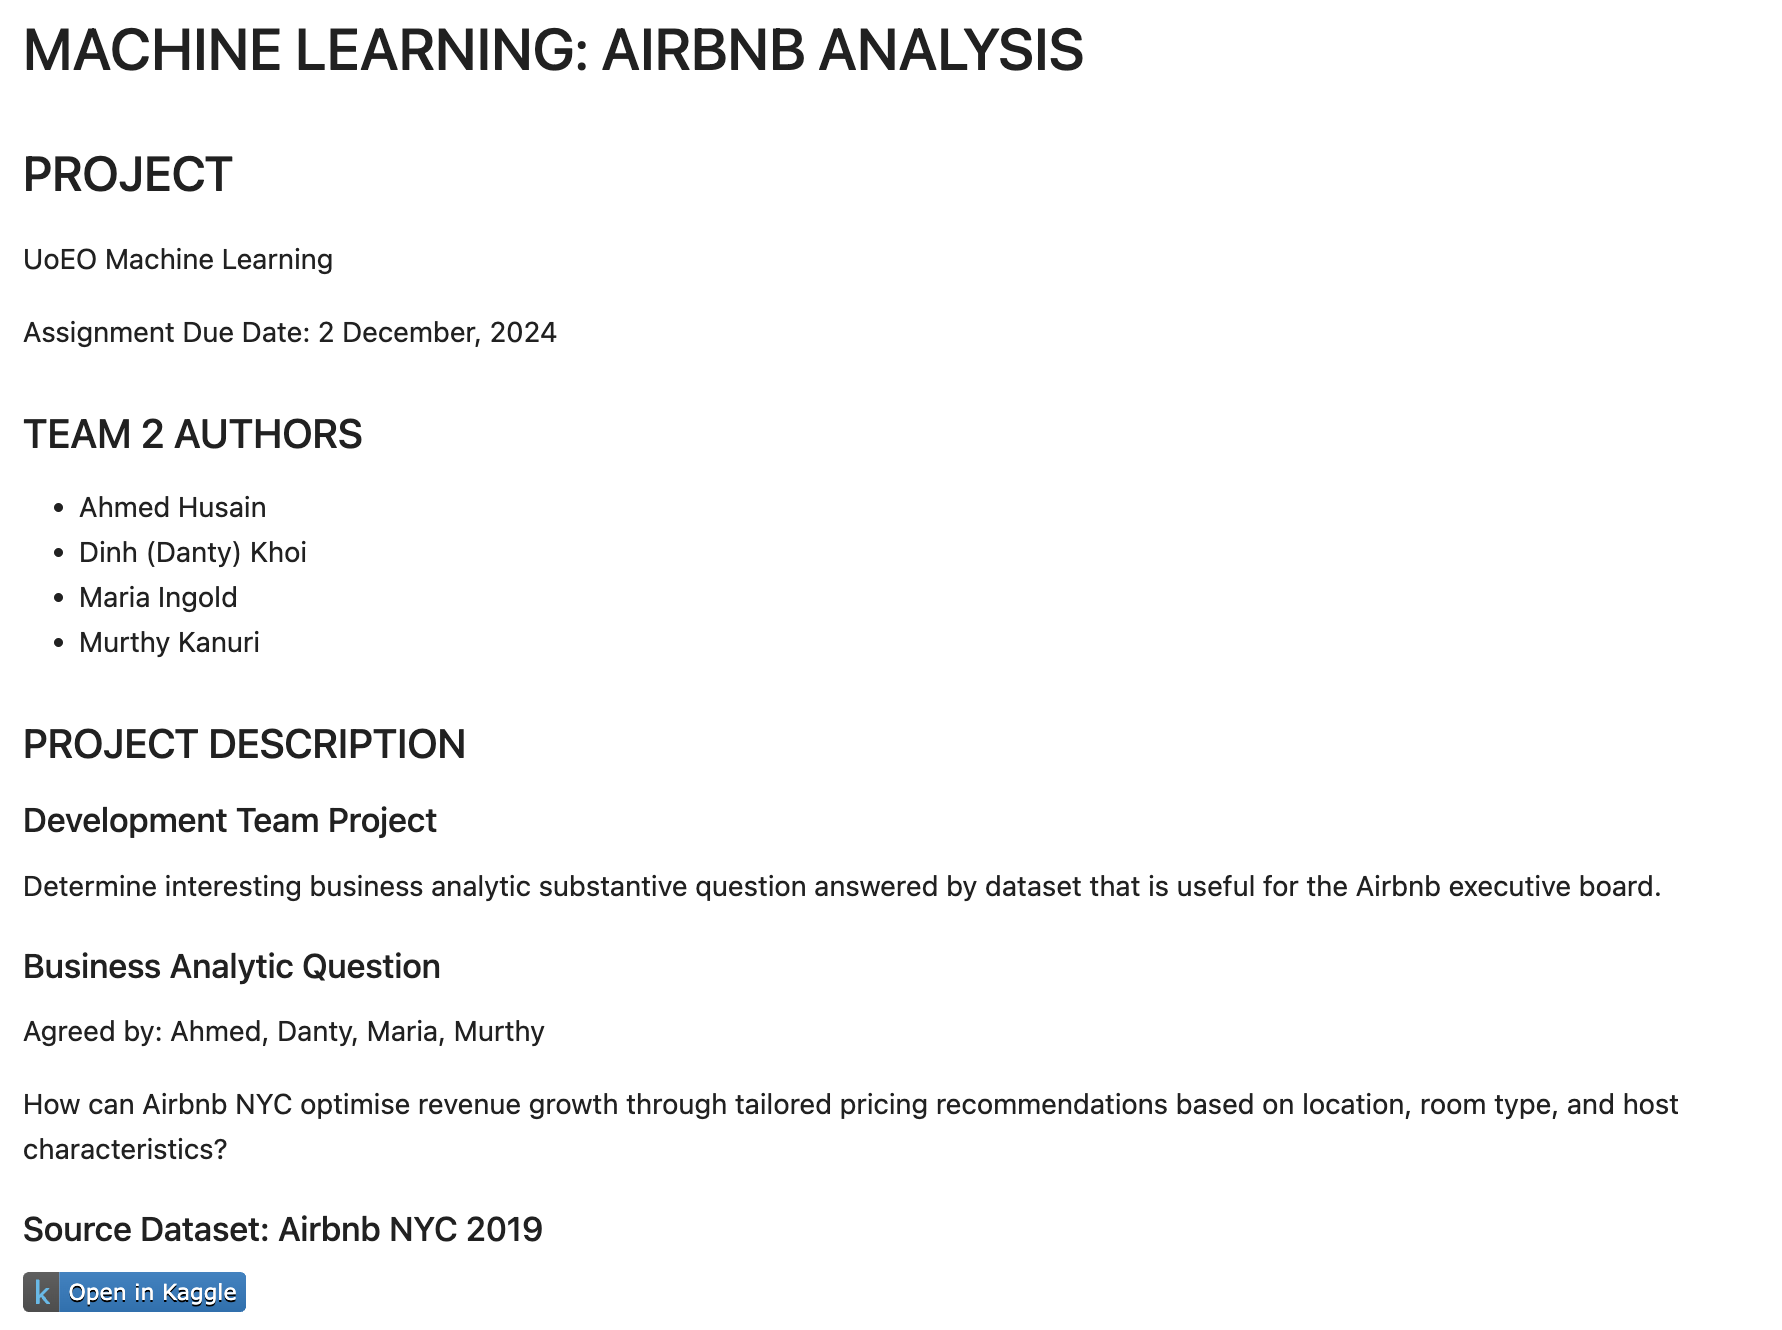 MACHINE LEARNING: AIRBNB ANALYSIS
PROJECT
UoEO Machine Learning
Assignment Due Date: 2 December, 2024
TEAM 2 AUTHORS
• Ahmed Husain
• Dinh (Danty) Khoi
• Maria Ingold
• Murthy Kanuri
PROJECT DESCRIPTION
Development Team Project
Determine interesting business analytic substantive question answered by dataset that is useful for the Airbnb executive board.
Business Analytic Question
Agreed by: Ahmed, Danty, Maria, Murthy
How can Airbnb NYC optimise revenue growth through tailored pricing recommendations based on location, room type, and host
characteristics?
Source Dataset: Airbnb NYC 2019
k Open in Kaggle